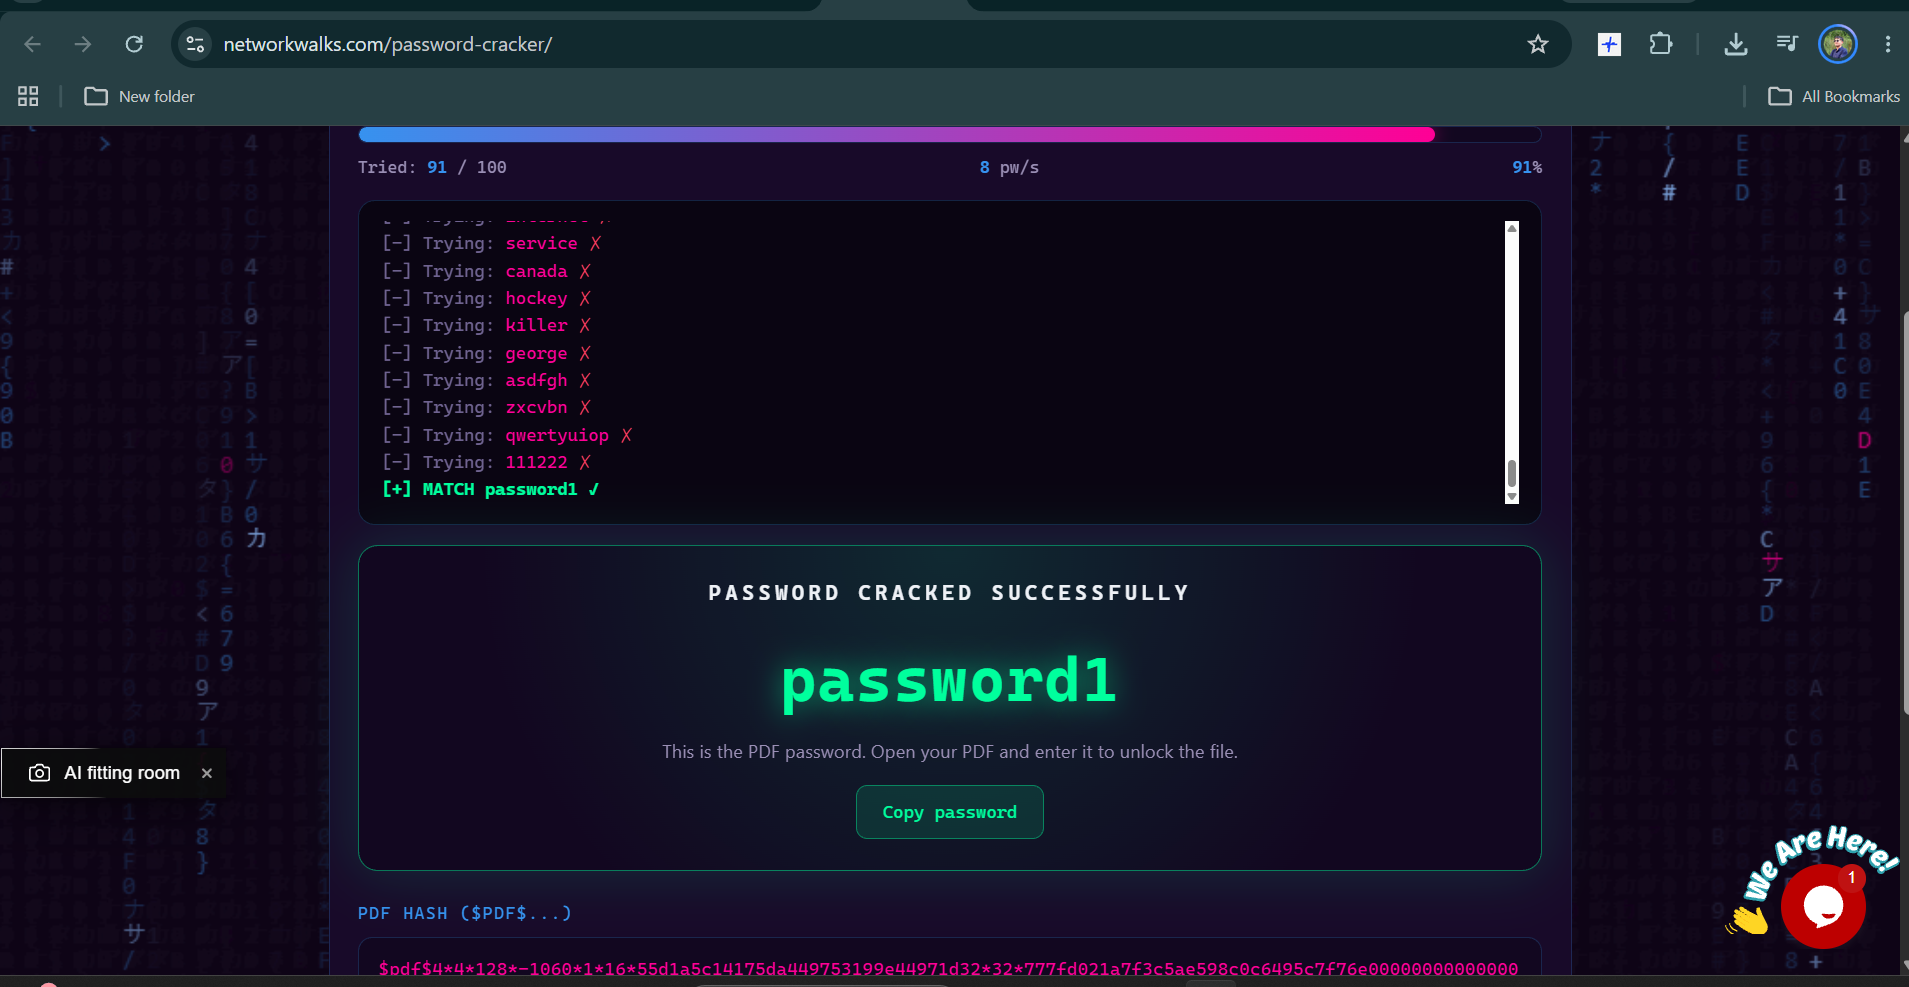 networkwalks.com/password-cracker/
New folder
All Bookmarks
Tried: 91 / 100
8 pw/s
91%
[-] Trying: service ✗
[-] Trying: canada ✗
[-] Trying: hockey ✗
[-] Trying: killer ✗
[-] Trying: george ✗
[-] Trying: asdfgh ✗
[-] Trying: zxcvbn ✗
[-] Trying: qwertyuiop ✗
[-] Trying: 111222 ✗
[+] MATCH password1 ✓
PASSWORD CRACKED SUCCESSFULLY
password1
This is the PDF password. Open your PDF and enter it to unlock the file.
Copy password
AI fitting room ×
We Are Here!
1
PDF HASH ($PDF$...)
$pdf$4*4*128*-1060*1*16*55d1a5c14175da449753199e44971d32*32*777fd021a7f3c5ae598c0c6495c7f76e00000000000000